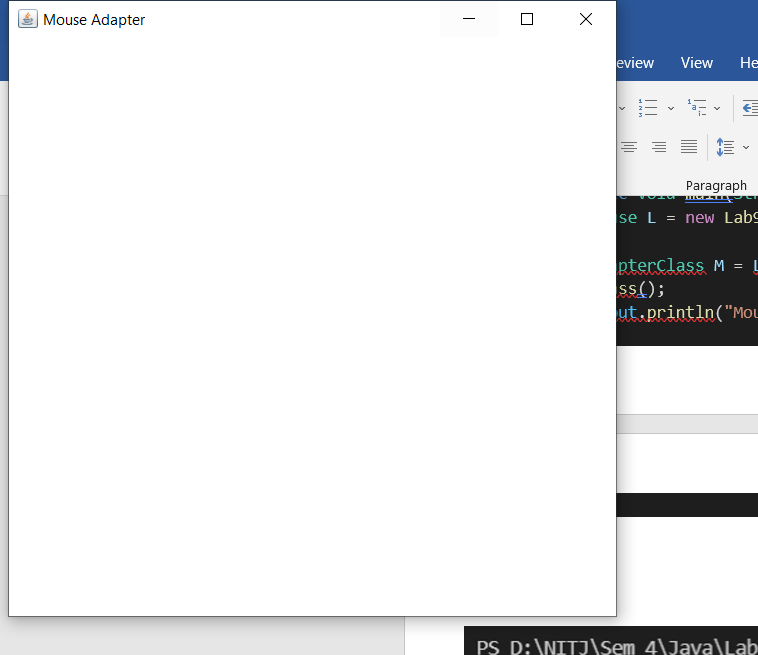 Mouse Adapter
eview View He
Paragraph
void main(
se L = new Lab9
pterClass M =
ss();
out.println("Mou
PS D:\NITJ\Sem 4\Java\Lab